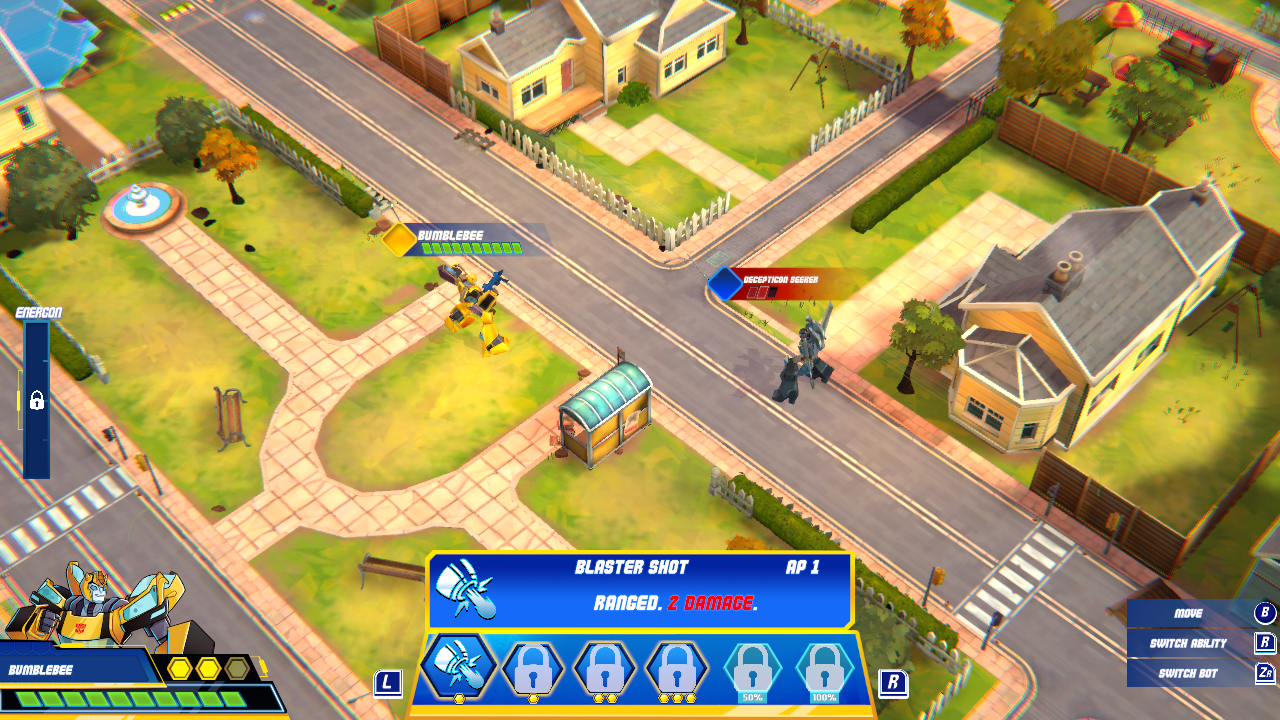 BUMBLEBEE
DECEPTICON SEEKER
ENERGON
BLASTER SHOT AP 1
RANGED. 2 DAMAGE.
MOVE B
SWITCH ABILITY R
SWITCH BOT ZR
BUMBLEBEE
L
R
50%
100%